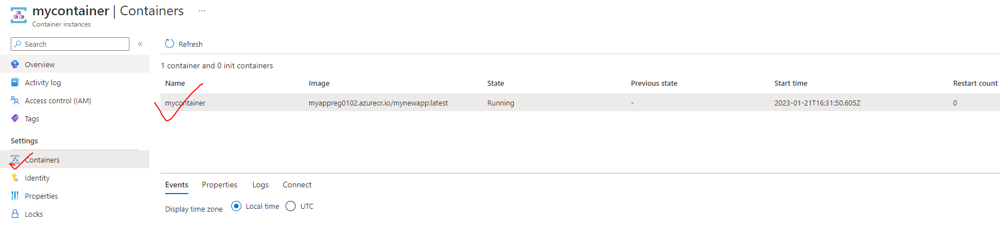 mycontainer | Containers ...
Container instances
Search «
Overview
Activity log
Access control (IAM)
Tags
Settings
Containers
Identity
Properties
Locks
Refresh
1 container and 0 init containers
Name Image State Previous state Start time Restart count
mycontainer myappreg0102.azurecr.io/mynewapp:latest Running - 2023-01-21T16:31:50.605Z 0
Events Properties Logs Connect
Display time zone Local time UTC